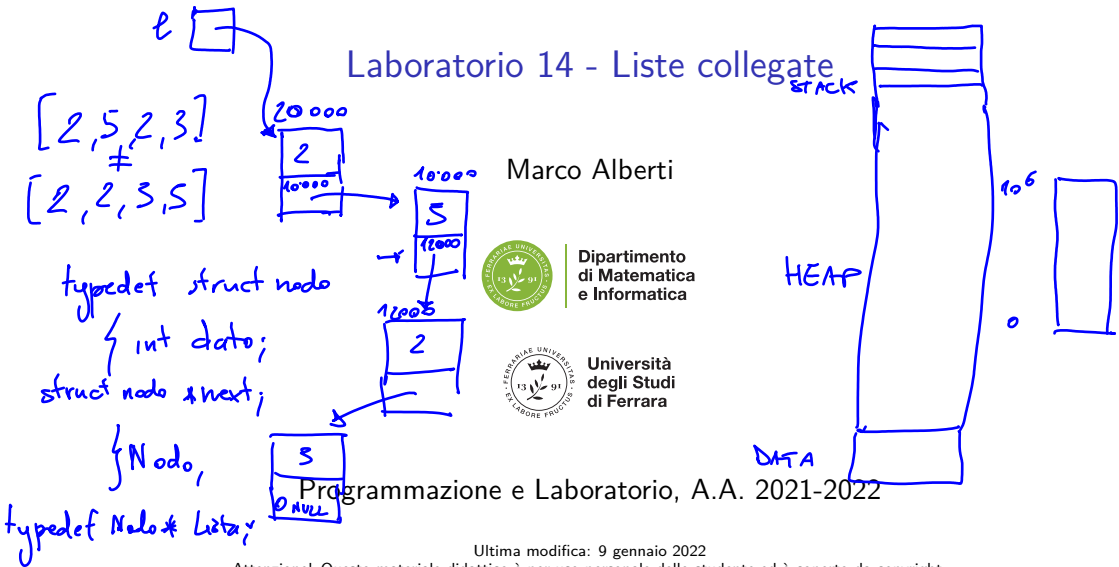 l
Laboratorio 14 - Liste collegate
STACK
[2,5,2,3]
≠
[2,2,3,5]
20000
2
10000
10000
5
12000
12000
2
3
0 NULL
Marco Alberti
Dipartimento
di Matematica
e Informatica
Università
degli Studi
di Ferrara
typedef struct nodo
{ int dato;
struct nodo *next;
} Nodo;
typedef Nodo* Lista;
HEAP
10⁶
0
DATA
Programmazione e Laboratorio, A.A. 2021-2022
Ultima modifica: 9 gennaio 2022